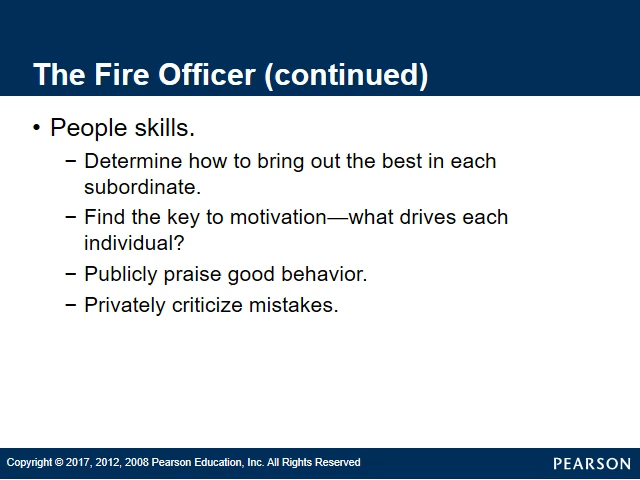 The Fire Officer (continued)
• People skills.
– Determine how to bring out the best in each
subordinate.
– Find the key to motivation—what drives each
individual?
– Publicly praise good behavior.
– Privately criticize mistakes.
Copyright © 2017, 2012, 2008 Pearson Education, Inc. All Rights Reserved
PEARSON